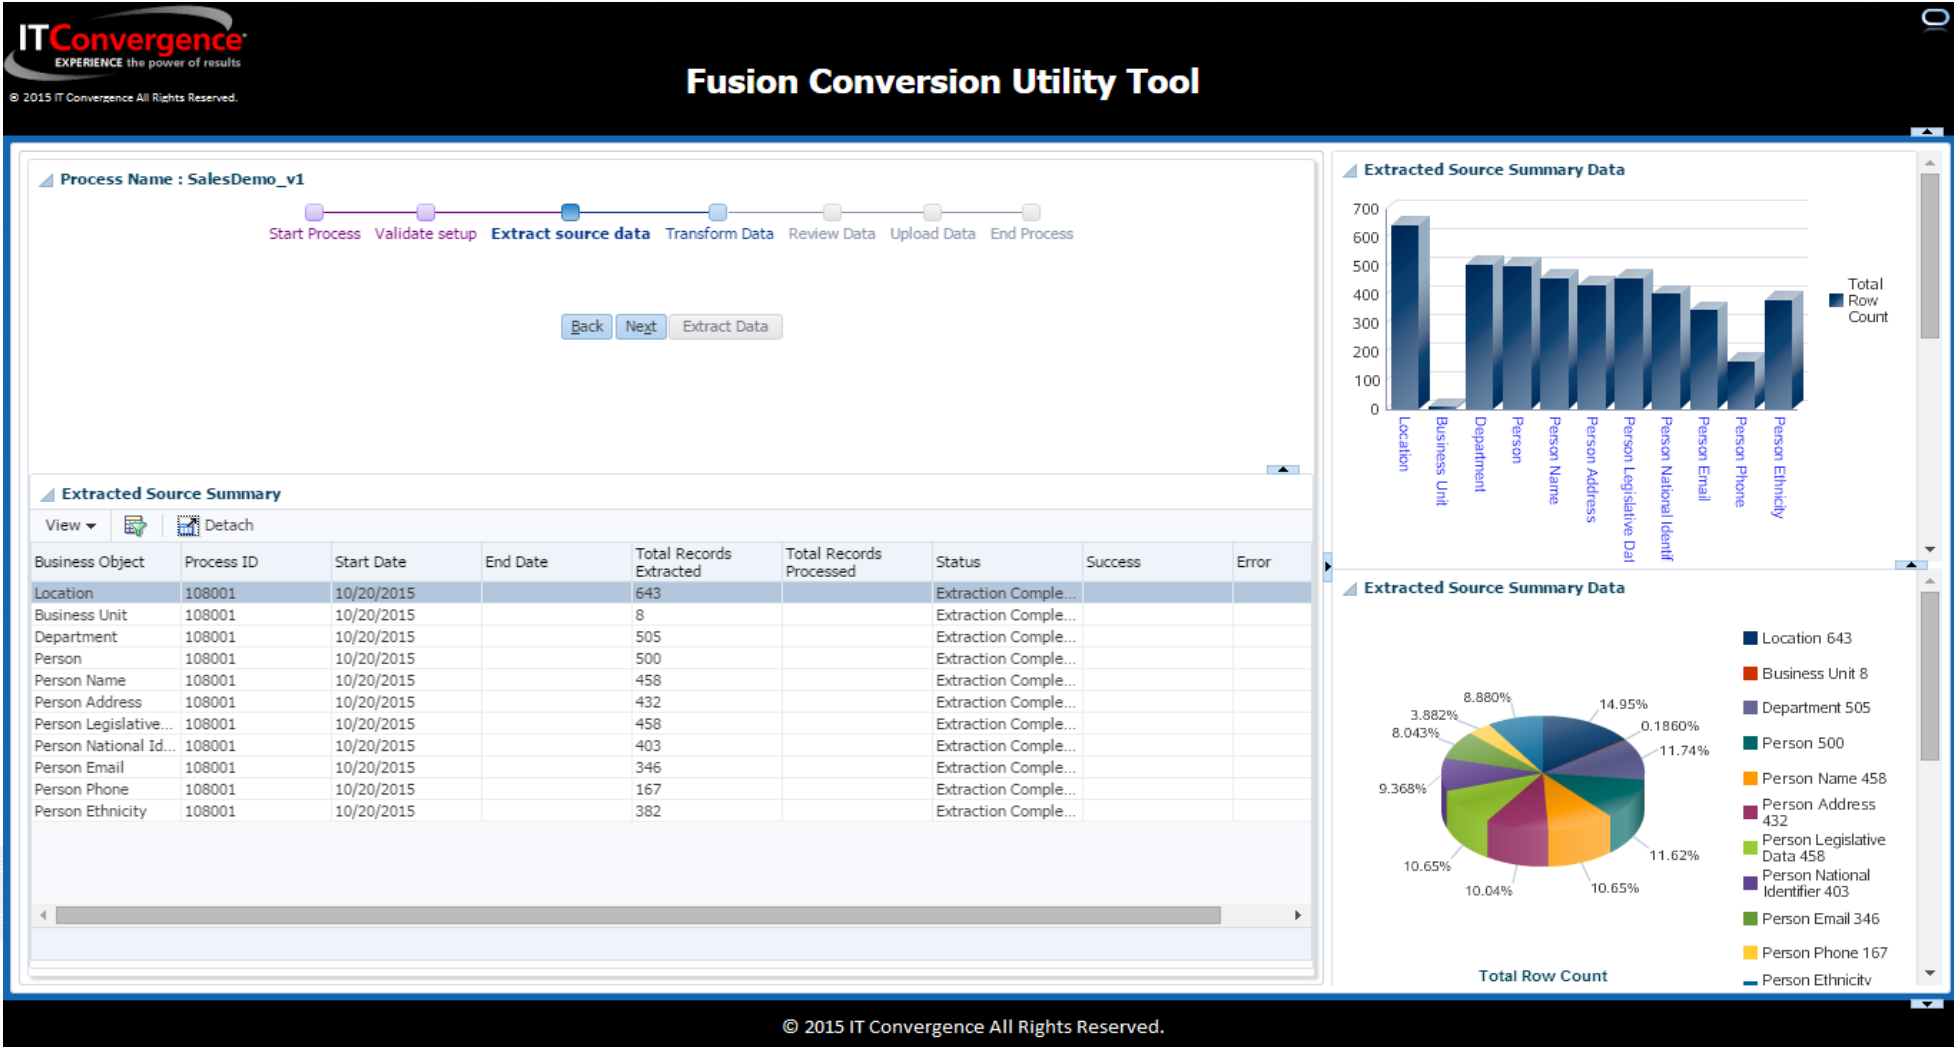 ITConvergence
EXPERIENCE the power of results
© 2015 IT Convergence All Rights Reserved.
Fusion Conversion Utility Tool
Process Name : SalesDemo_v1
Start Process Validate setup Extract source data Transform Data Review Data Upload Data End Process
Back Next Extract Data
Extracted Source Summary
View Detach
Business Object Process ID Start Date End Date Total Records Extracted Total Records Processed Status Success Error
Location 108001 10/20/2015 643 Extraction Comple...
Business Unit 108001 10/20/2015 8 Extraction Comple...
Department 108001 10/20/2015 505 Extraction Comple...
Person 108001 10/20/2015 500 Extraction Comple...
Person Name 108001 10/20/2015 458 Extraction Comple...
Person Address 108001 10/20/2015 432 Extraction Comple...
Person Legislative... 108001 10/20/2015 458 Extraction Comple...
Person National Id... 108001 10/20/2015 403 Extraction Comple...
Person Email 108001 10/20/2015 346 Extraction Comple...
Person Phone 108001 10/20/2015 167 Extraction Comple...
Person Ethnicity 108001 10/20/2015 382 Extraction Comple...
Extracted Source Summary Data
700
600
500
400
300
200
100
0
Location
Business Unit
Department
Person
Person Name
Person Address
Person Legislative Dat
Person National Identif
Person Email
Person Phone
Person Ethnicity
Total
Row
Count
Extracted Source Summary Data
8.880%
14.95%
3.882%
0.1860%
8.043%
11.74%
9.368%
11.62%
10.65%
10.04%
10.65%
Total Row Count
Location 643
Business Unit 8
Department 505
Person 500
Person Name 458
Person Address
432
Person Legislative
Data 458
Person National
Identifier 403
Person Email 346
Person Phone 167
Person Ethnicity
© 2015 IT Convergence All Rights Reserved.